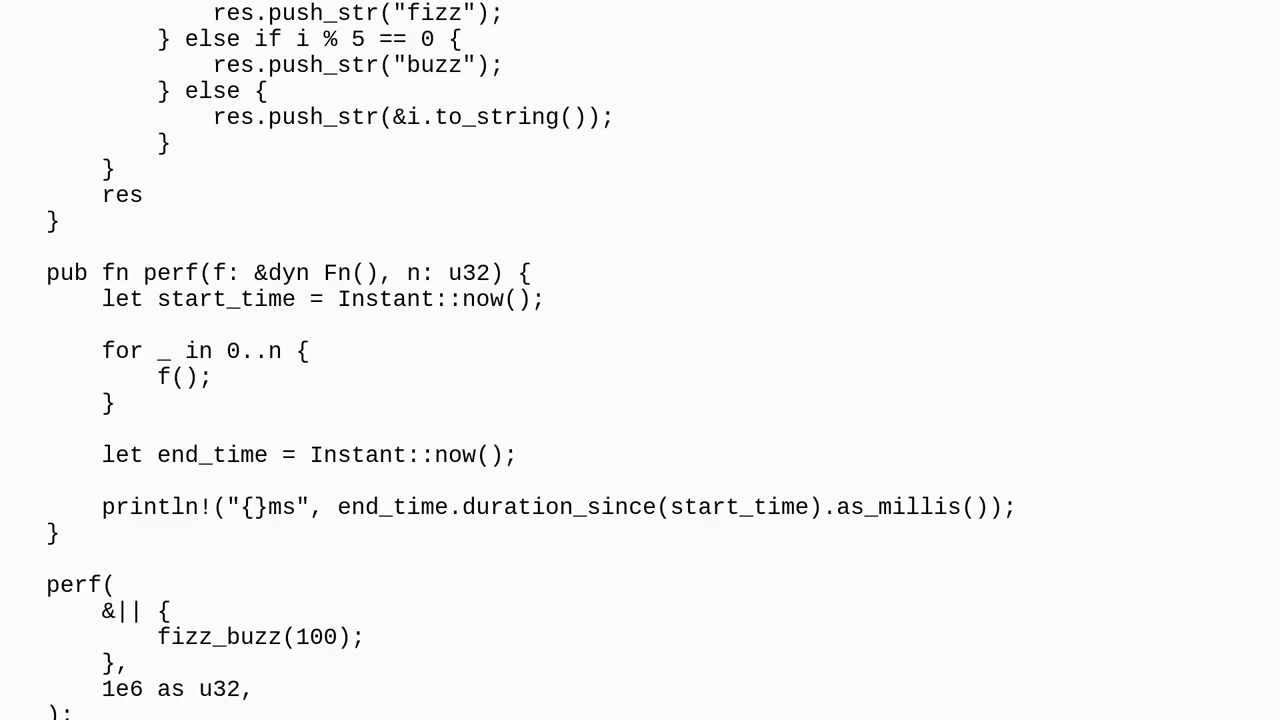 res.push_str("fizz");
        } else if i % 5 == 0 {
            res.push_str("buzz");
        } else {
            res.push_str(&i.to_string());
        }
    }
    res
}

pub fn perf(f: &dyn Fn(), n: u32) {
    let start_time = Instant::now();

    for _ in 0..n {
        f();
    }

    let end_time = Instant::now();

    println!("{}ms", end_time.duration_since(start_time).as_millis());
}

perf(
    &|| {
        fizz_buzz(100);
    },
    1e6 as u32,
);